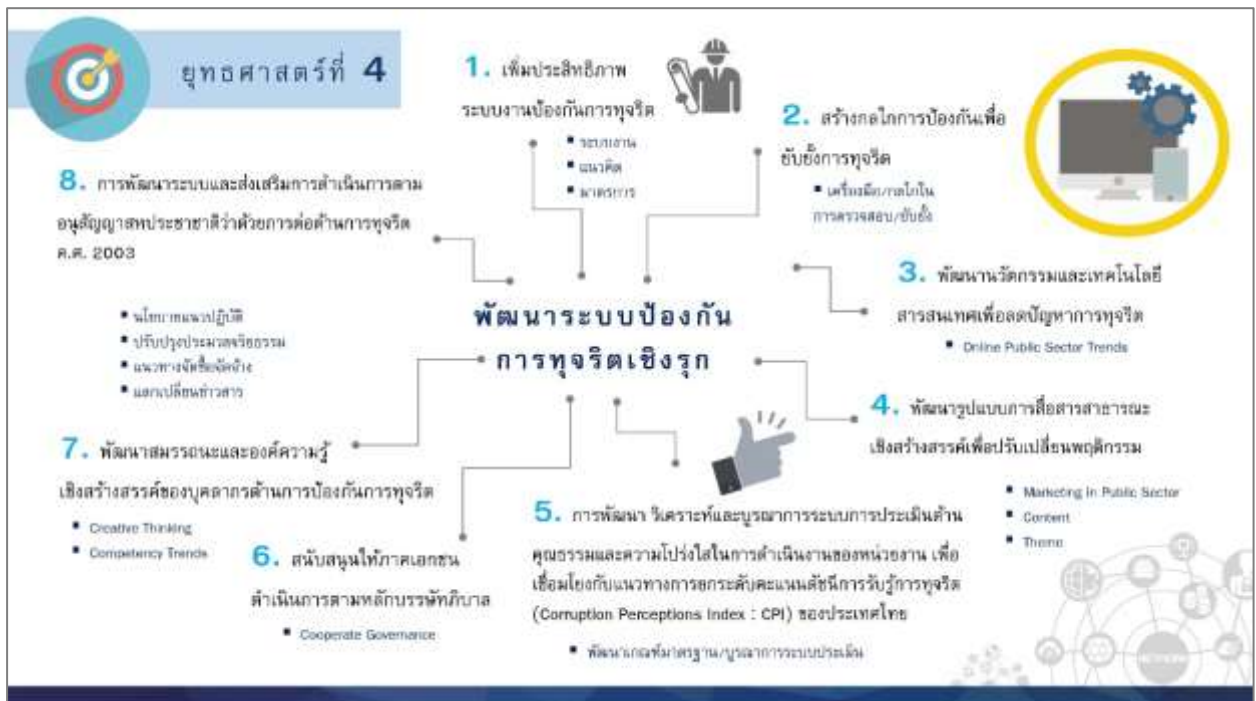 ยุทธศาสตร์ที่ 4
1. เพิ่มประสิทธิภาพ
ระบบงานป้องกันการทุจริต
▪ ระบบงาน
▪ แนวคิด
▪ มาตรการ
2. สร้างกลไกการป้องกันเพื่อ
ยับยั้งการทุจริต
▪ เครื่องมือ/กลไกใน
การตรวจสอบ/ยับยั้ง
3. พัฒนานวัตกรรมและเทคโนโลยี
สารสนเทศเพื่อลดปัญหาการทุจริต
▪ Online Public Sector Trends
4. พัฒนารูปแบบการสื่อสารสาธารณะ
เชิงสร้างสรรค์เพื่อปรับเปลี่ยนพฤติกรรม
▪ Marketing in Public Sector
▪ Content
▪ Theme
5. การพัฒนา วิเคราะห์และบูรณาการระบบการประเมินด้าน
คุณธรรมและความโปร่งใสในการดำเนินงานของหน่วยงาน เพื่อ
เชื่อมโยงกับแนวทางการยกระดับคะแนนดัชนีการรับรู้การทุจริต
(Corruption Perceptions Index : CPI) ของประเทศไทย
▪ พัฒนาเกณฑ์มาตรฐาน/บูรณาการระบบประเมิน
6. สนับสนุนให้ภาคเอกชน
ดำเนินการตามหลักบรรษัทภิบาล
▪ Cooperate Governance
7. พัฒนาสมรรถนะและองค์ความรู้
เชิงสร้างสรรค์ของบุคลากรด้านการป้องกันการทุจริต
▪ Creative Thinking
▪ Competency Trends
8. การพัฒนาระบบและส่งเสริมการดำเนินการตาม
อนุสัญญาสหประชาชาติว่าด้วยการต่อต้านการทุจริต
ค.ศ. 2003
▪ นโยบายแนวปฏิบัติ
▪ ปรับปรุงประมวลจริยธรรม
▪ แนวทางจัดซื้อจัดจ้าง
▪ แลกเปลี่ยนข่าวสาร
พัฒนาระบบป้องกัน
การทุจริตเชิงรุก
NETWORK